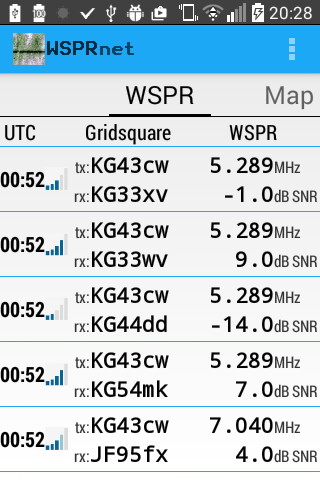 20:28
WSPRnet
WSPR Map
UTC Gridsquare WSPR
00:52 tx:KG43cw 5.289MHz
rx:KG33xv -1.0dB SNR
00:52 tx:KG43cw 5.289MHz
rx:KG33wv 9.0dB SNR
00:52 tx:KG43cw 5.289MHz
rx:KG44dd -14.0dB SNR
00:52 tx:KG43cw 5.289MHz
rx:KG54mk 7.0dB SNR
00:52 tx:KG43cw 7.040MHz
rx:JF95fx 4.0dB SNR